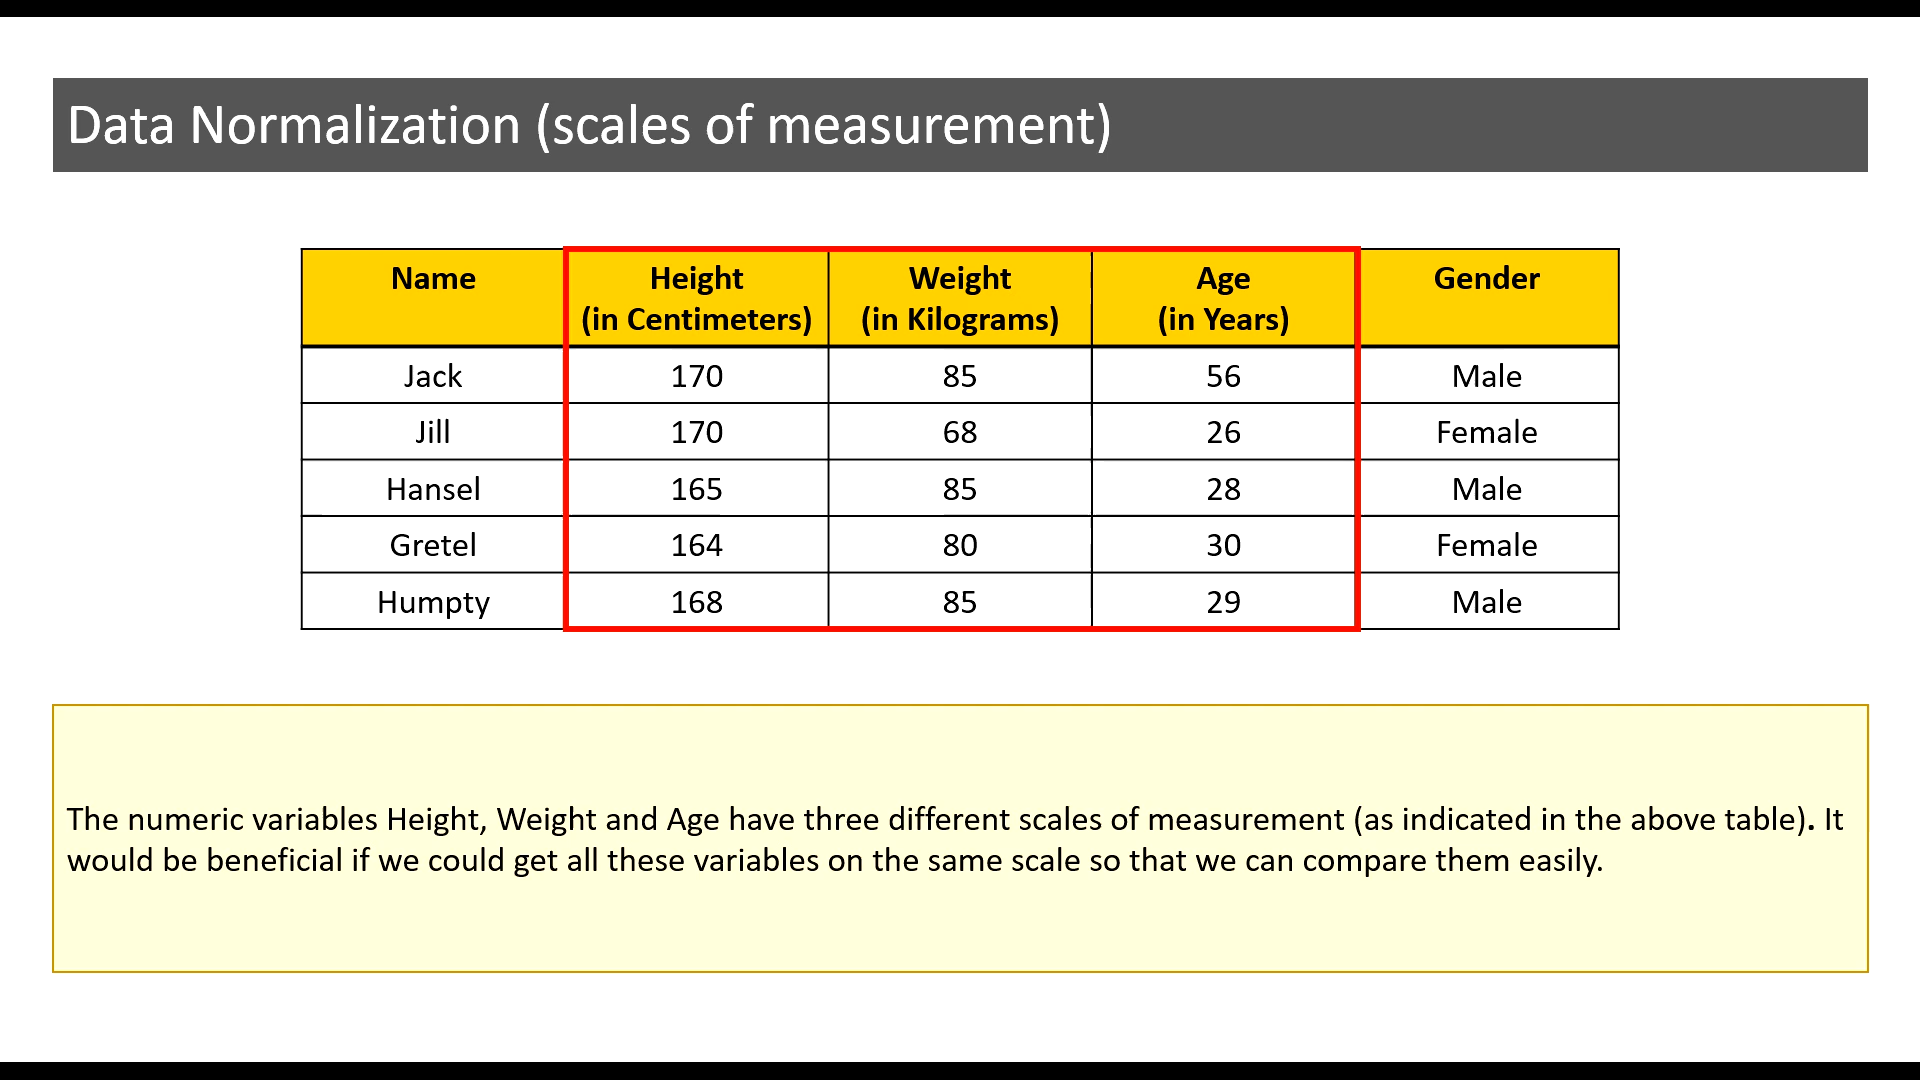 Data Normalization (scales of measurement)
Name Height (in Centimeters) Weight (in Kilograms) Age (in Years) Gender
Jack 170 85 56 Male
Jill 170 68 26 Female
Hansel 165 85 28 Male
Gretel 164 80 30 Female
Humpty 168 85 29 Male
The numeric variables Height, Weight and Age have three different scales of measurement (as indicated in the above table). It
would be beneficial if we could get all these variables on the same scale so that we can compare them easily.